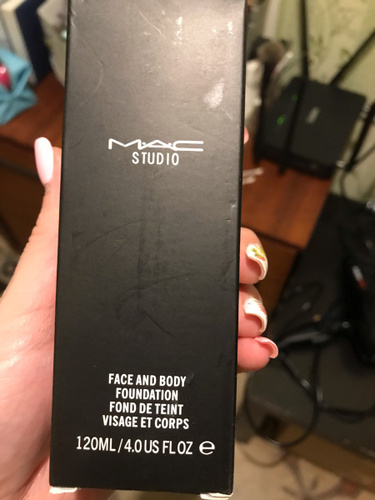 MAC
STUDIO
FACE AND BODY
FOUNDATION
FOND DE TEINT
VISAGE ET CORPS
120ML/4.0 US FL OZ ℮